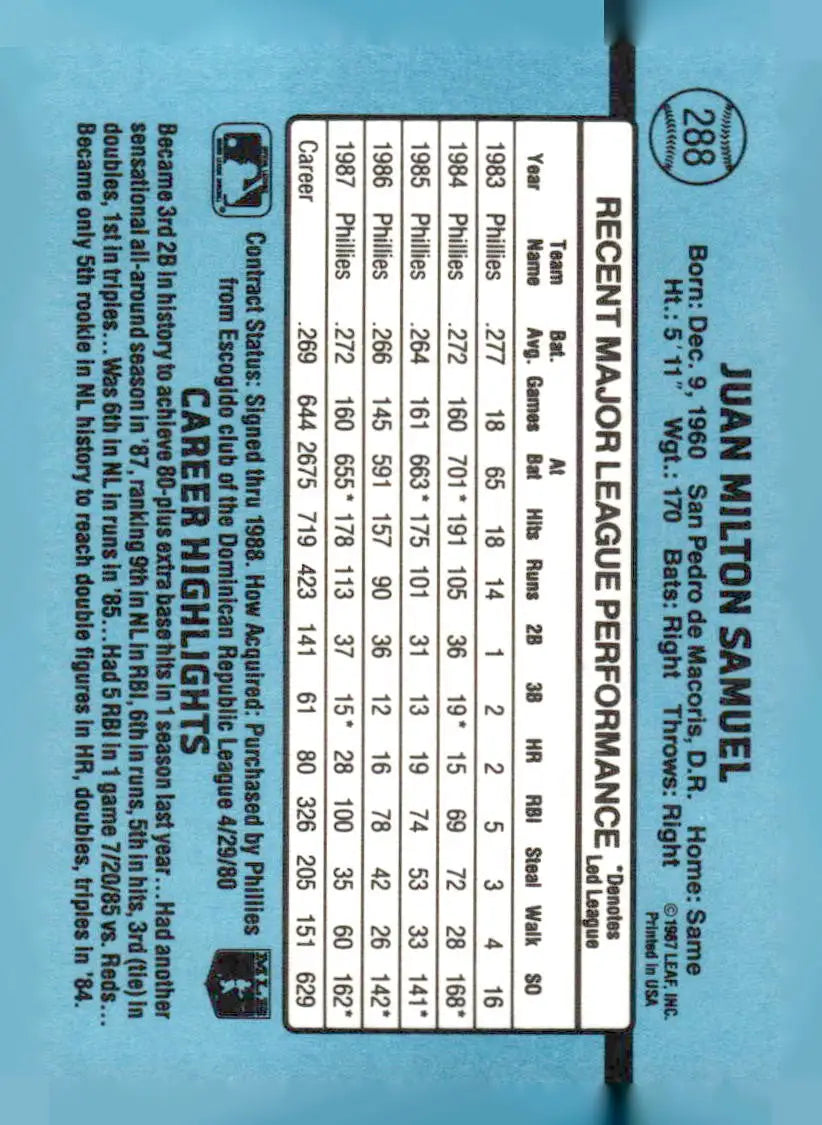 288
JUAN MILTON SAMUEL
Born: Dec. 9, 1960 San Pedro de Macoris, D.R. Home: Same
Ht.: 5'11" Wgt.: 170 Bats: Right Throws: Right
© 1987 LEAF, INC.
Printed in USA
RECENT MAJOR LEAGUE PERFORMANCE *Denotes Led League
Year Team Name Bat. Avg. Games At Bat Hits Runs 2B 3B HR RBI Steal Walk SO
1983 Phillies .277 18 65 18 14 1 2 2 5 3 4 16
1984 Phillies .272 160 701* 191 105 36 19* 15 69 72 28 168*
1985 Phillies .264 161 663* 175 101 31 13 19 74 53 33 141*
1986 Phillies .266 145 591 157 90 36 12 16 78 42 26 142*
1987 Phillies .272 160 655* 178 113 37 15* 28 100 35 60 162*
Career .269 644 2675 719 423 141 61 80 326 205 151 629
Contract Status: Signed thru 1988. How Acquired: Purchased by Phillies
from Escogido club of the Dominican Republic League 4/29/80
MLB
CAREER HIGHLIGHTS
Became 3rd 2B in history to achieve 80-plus extra base hits in 1 season last year... Had another
sensational all-around season in '87, ranking 9th in NL in RBI, 6th in runs, 5th in hits, 3rd (tie) in
doubles, 1st in triples... Was 6th in NL in runs in '85... Had 5 RBI in 1 game 7/20/85 vs. Reds...
Became only 5th rookie in NL history to reach double figures in HR, doubles, triples in '84.